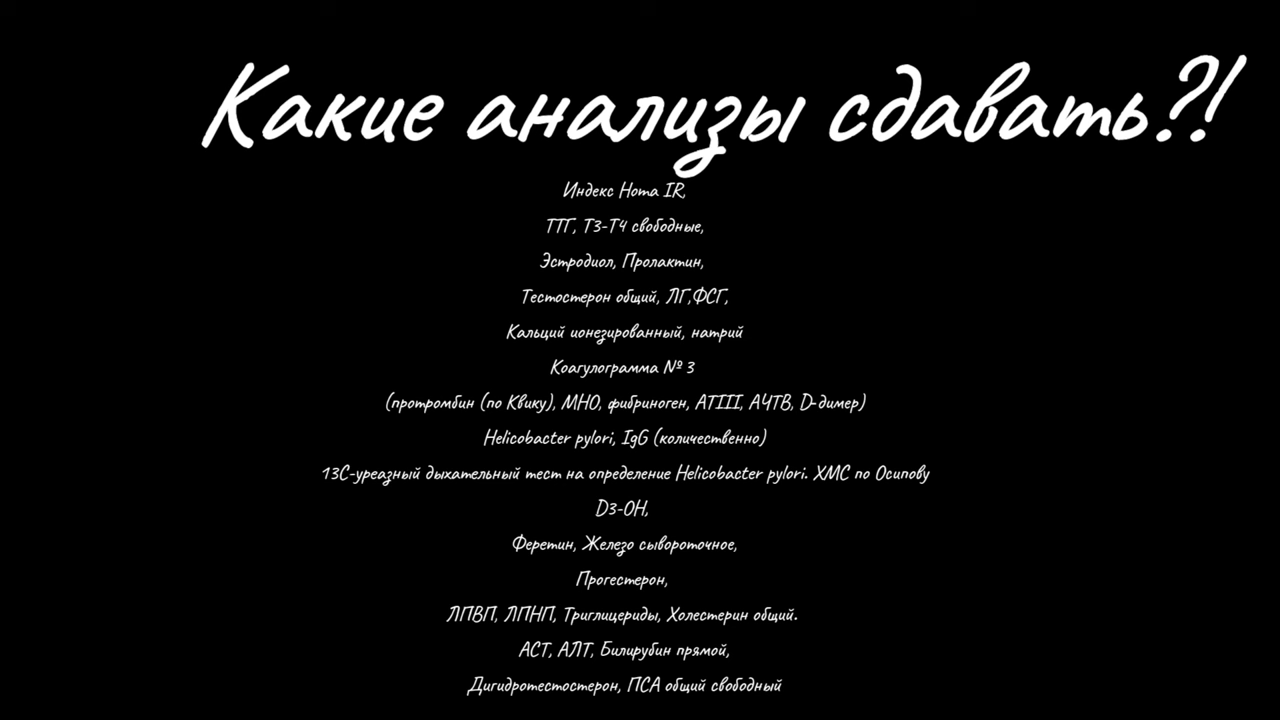 Какие анализы сдавать?!
Индекс Homa IR,
ТТГ, Т3-Т4 свободные,
Эстродиол, Пролактин,
Тестостерон общий, ЛГ,ФСГ,
Кальций ионезированный, натрий
Коагулограмма № 3
(протромбин (по Квику), МНО, фибриноген, АТIII, АЧТВ, D-димер)
Helicobacter pylori, IgG (количественно)
13С-уреазный дыхательный тест на определение Helicobacter pylori. ХМС по Осипову
D3-OH,
Феретин, Железо сывороточное,
Прогестерон,
ЛПВП, ЛПНП, Триглицериды, Холестерин общий.
АСТ, АЛТ, Билирубин прямой,
Дигидротестостерон, ПСА общий свободный